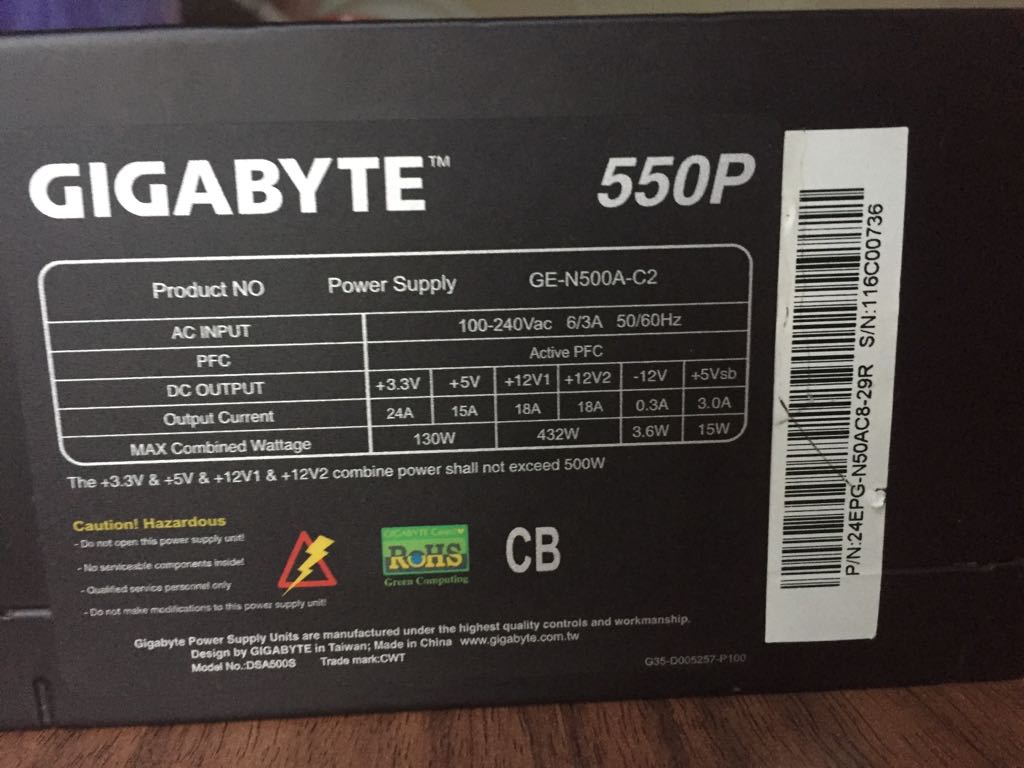 GIGABYTE™ 550P
Product NO Power Supply GE-N500A-C2
AC INPUT 100-240Vac 6/3A 50/60Hz
PFC Active PFC
DC OUTPUT +3.3V +5V +12V1 +12V2 -12V +5Vsb
Output Current 24A 15A 18A 18A 0.3A 3.0A
MAX Combined Wattage 130W 432W 3.6W 15W
The +3.3V & +5V & +12V1 & +12V2 combine power shall not exceed 500W
Caution! Hazardous
- Do not open this power supply unit!
- No serviceable components inside!
- Qualified service personnel only
- Do not make modifications to this power supply unit!
GIGABYTE
RoHS
Green Computing
CB
Gigabyte Power Supply Units are manufactured under the highest quality controls and workmanship.
Design by GIGABYTE in Taiwan; Made in China www.gigabyte.com.tw
Model No.:DSA500S Trade mark:CWT
G35-D005257-P100
P/N:24EPG-N50AC8-29R S/N:116C00736